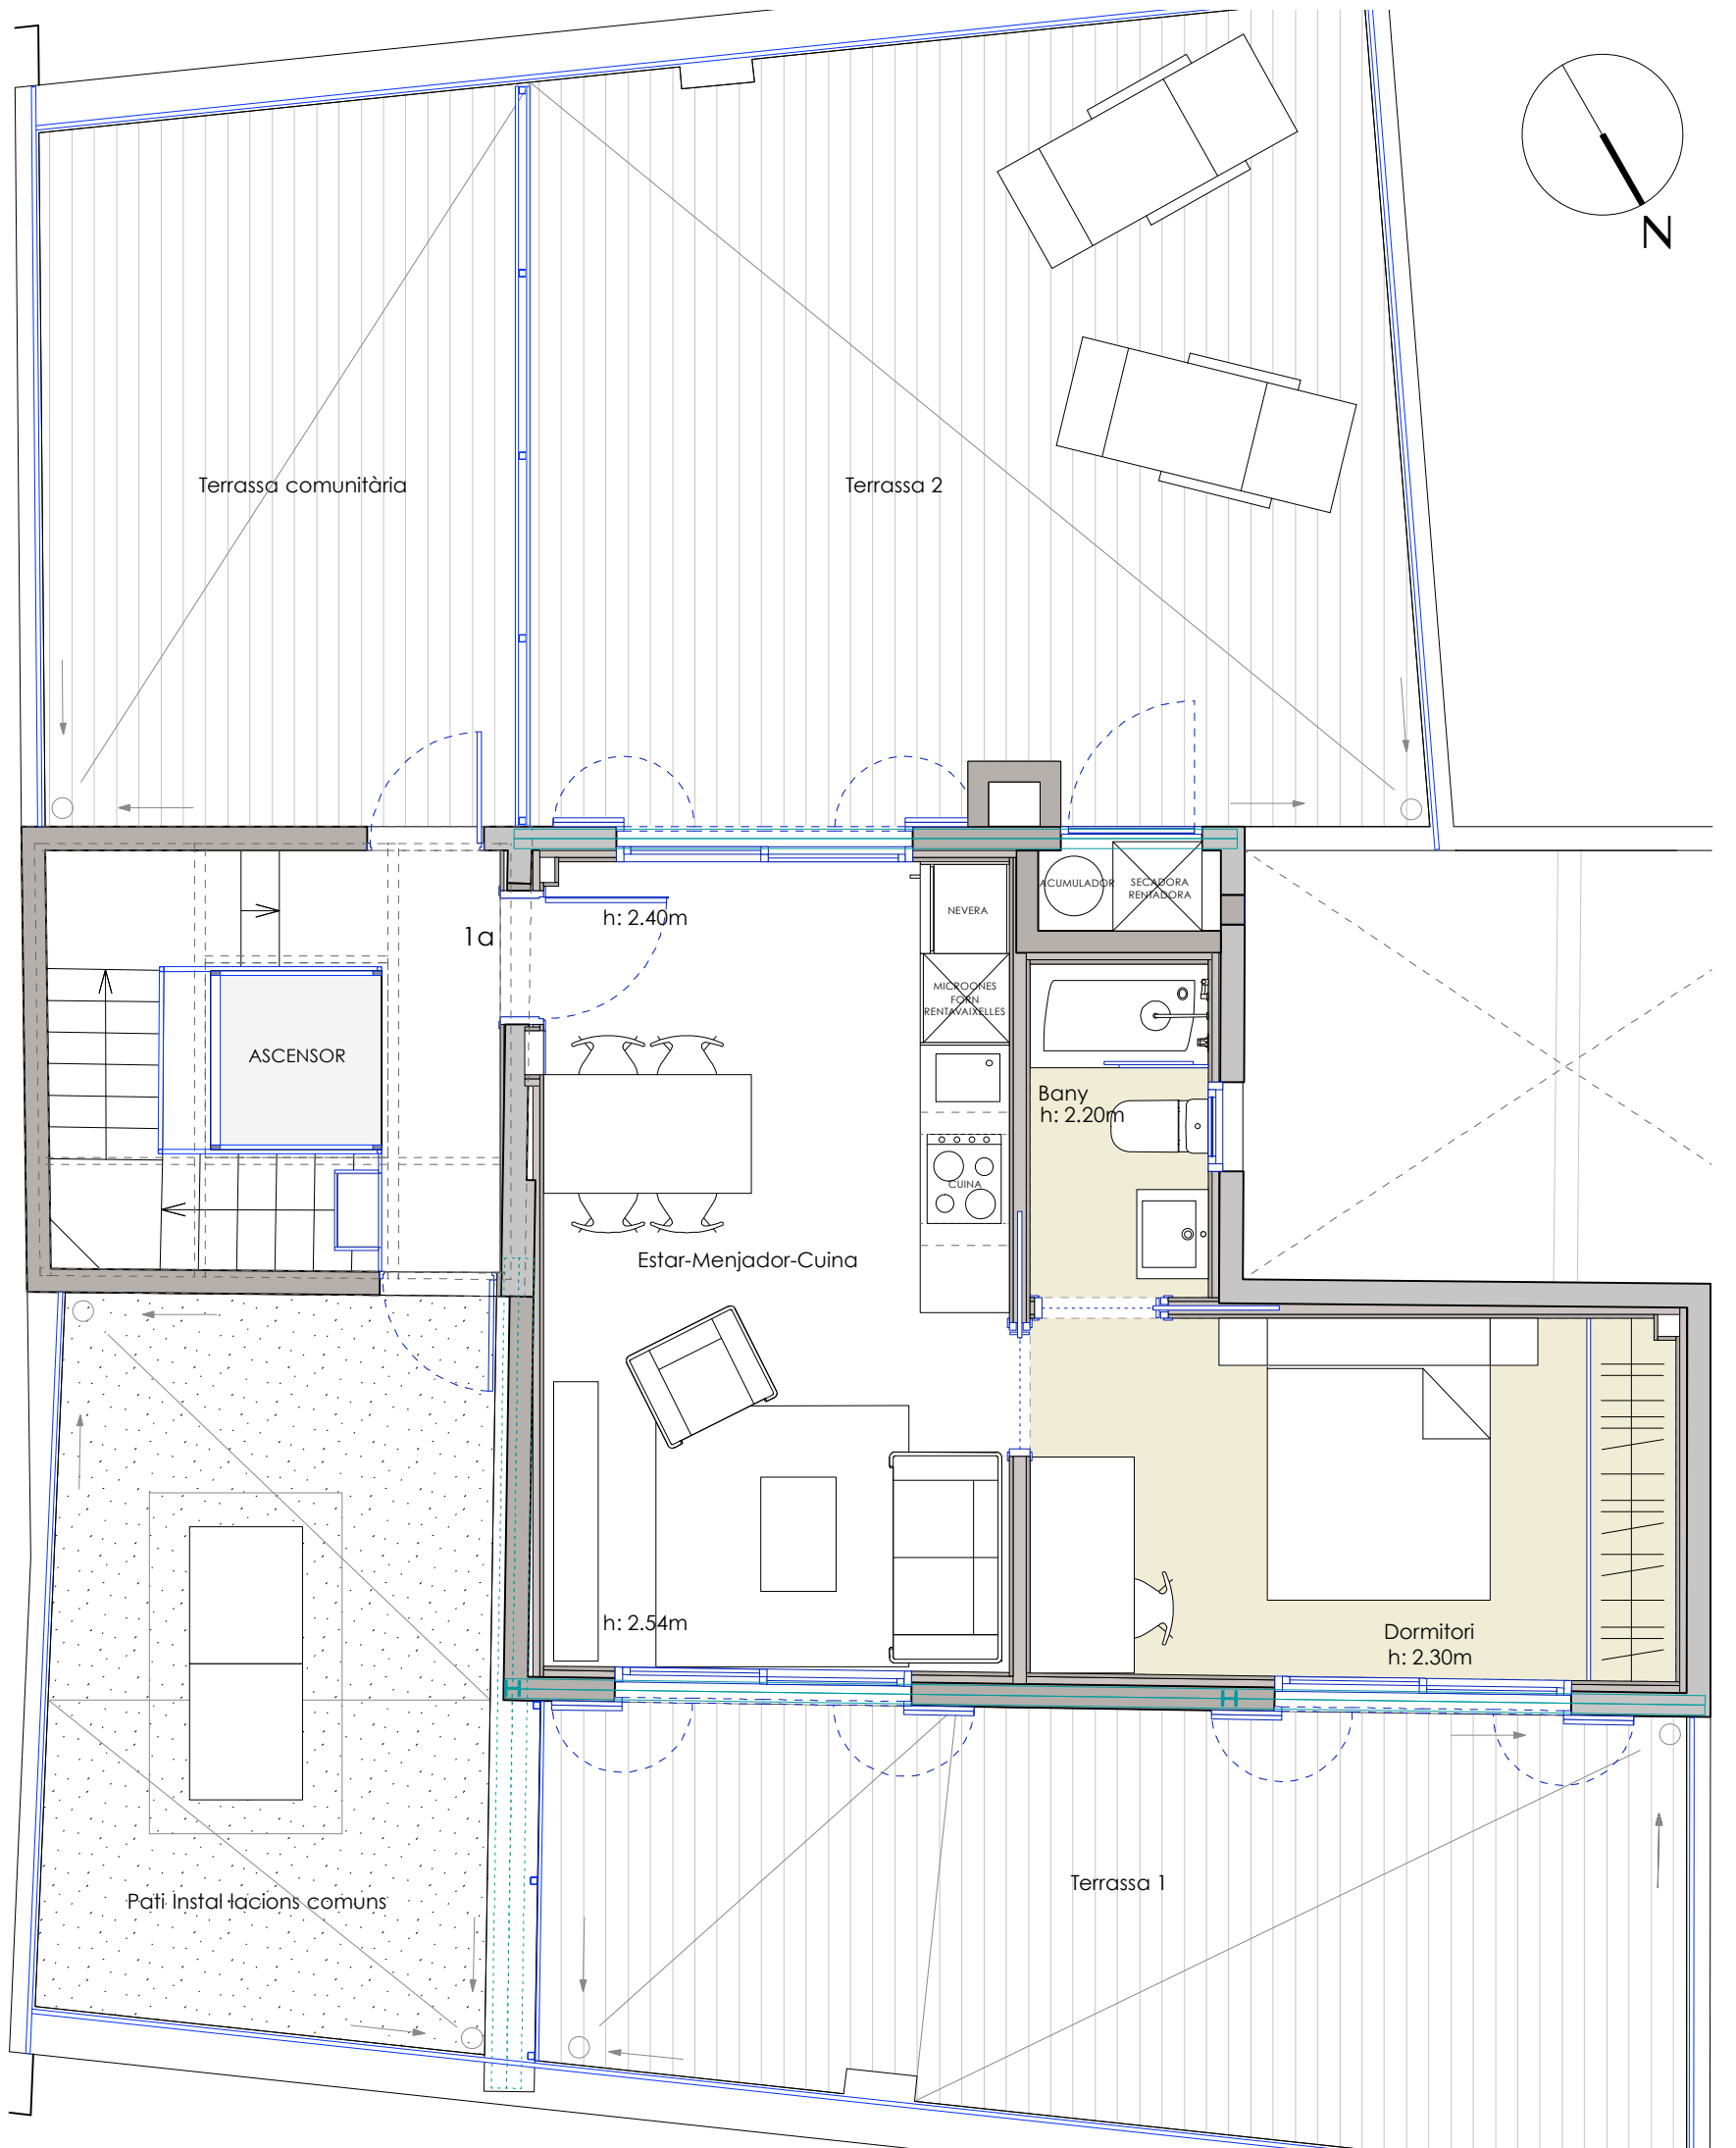 N
Terrassa comunitària
Terrassa 2
ACUMULADOR
SECADORA
RENTADORA
NEVERA
h: 2.40m
1a
MICROONES
FORN
RENTAVAIXELLES
ASCENSOR
Bany
h: 2.20m
CUINA
Estar-Menjador-Cuina
h: 2.54m
Dormitori
h: 2.30m
Terrassa 1
Pati Instal lacions comuns